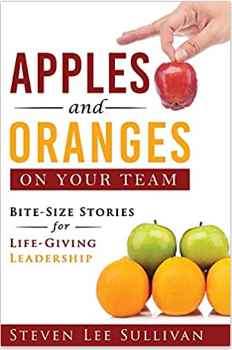 APPLES
and
ORANGES
ON YOUR TEAM
BITE-SIZE STORIES
for
LIFE-GIVING
LEADERSHIP
STEVEN LEE SULLIVAN